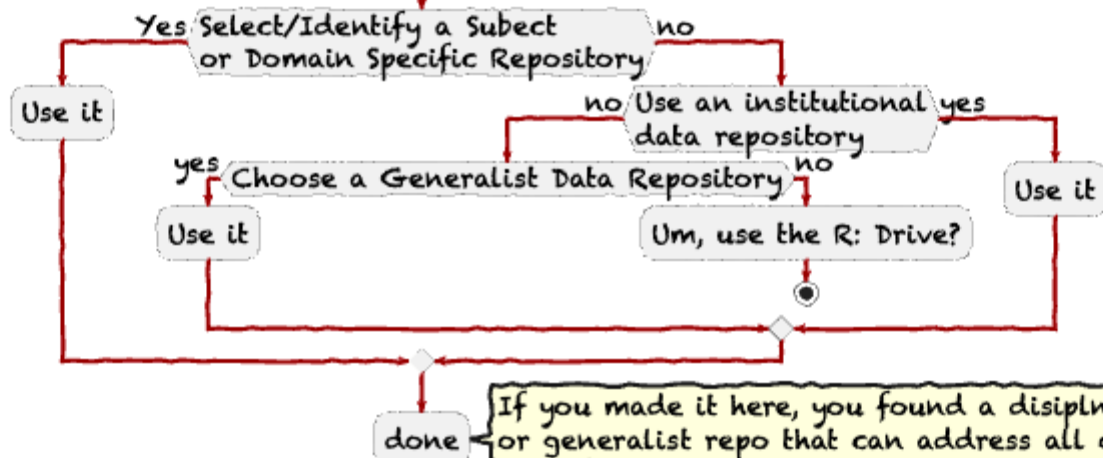 Yes
Select/Identify a Subect
or Domain Specific Repository
no
Use it
no
Use an institutional
data repository
yes
yes
Choose a Generalist Data Repository
no
Use it
Use it
Um, use the R: Drive?
If you made it here, you found a
or generalist repo that can address all
done